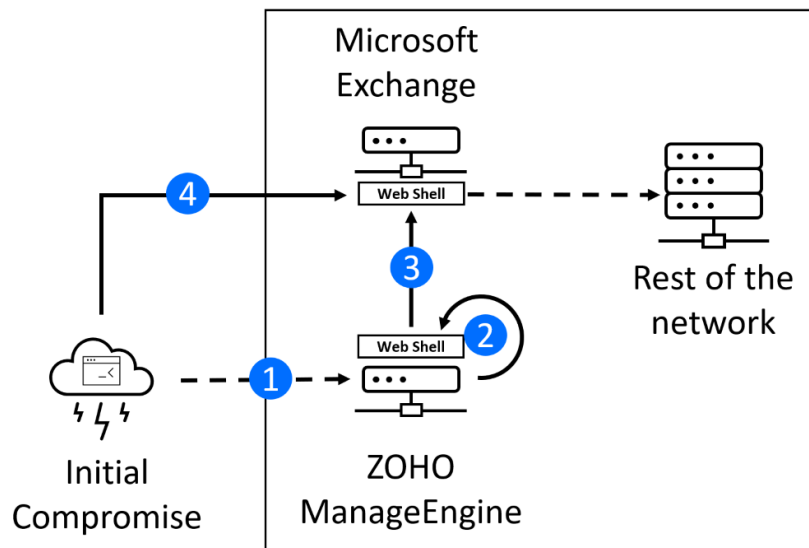 Microsoft
Exchange
4
Web Shell
3
Rest of the
network
Web Shell
2
1
Initial
Compromise
ZOHO
ManageEngine